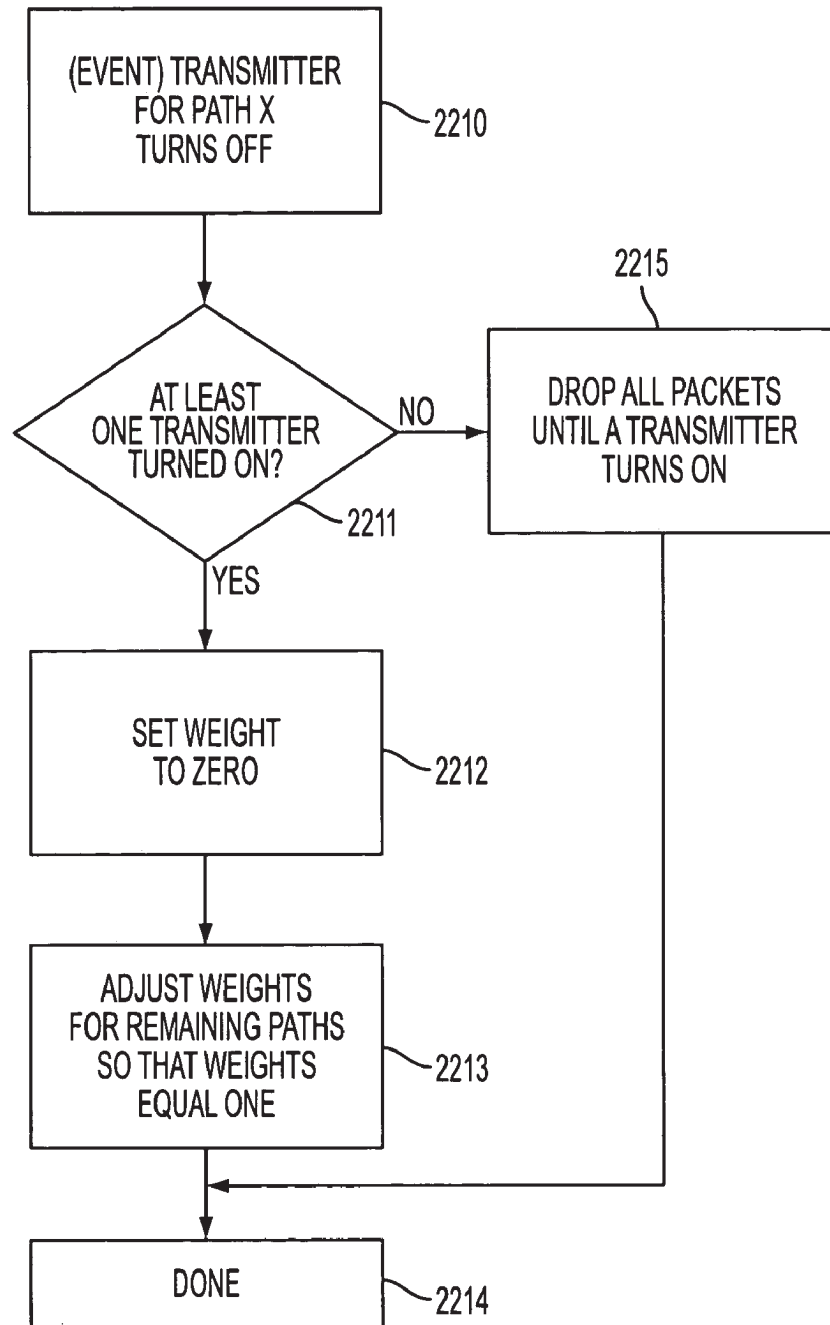 (EVENT) TRANSMITTER
FOR PATH X
TURNS OFF
2210
AT LEAST
ONE TRANSMITTER
TURNED ON?
2211
NO
2215
DROP ALL PACKETS
UNTIL A TRANSMITTER
TURNS ON
YES
SET WEIGHT
TO ZERO
2212
ADJUST WEIGHTS
FOR REMAINING PATHS
SO THAT WEIGHTS
EQUAL ONE
2213
DONE
2214